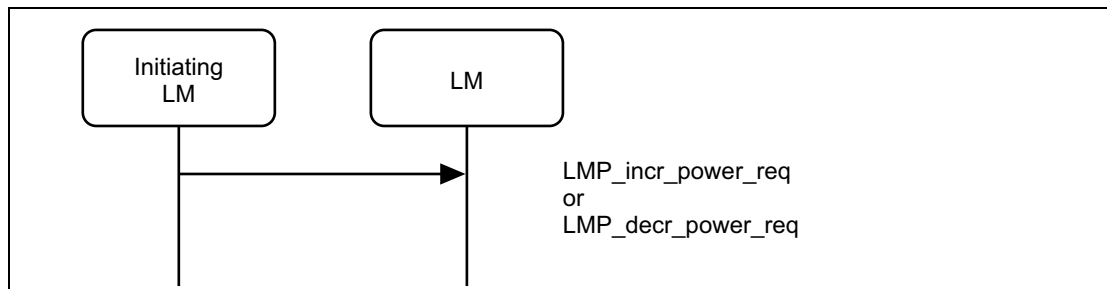 Initiating
LM
LM
LMP_incr_power_req
or
LMP_decr_power_req